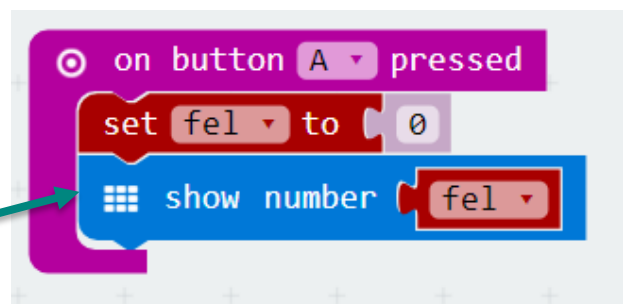 on button A pressed
set fel to 0
show number fel